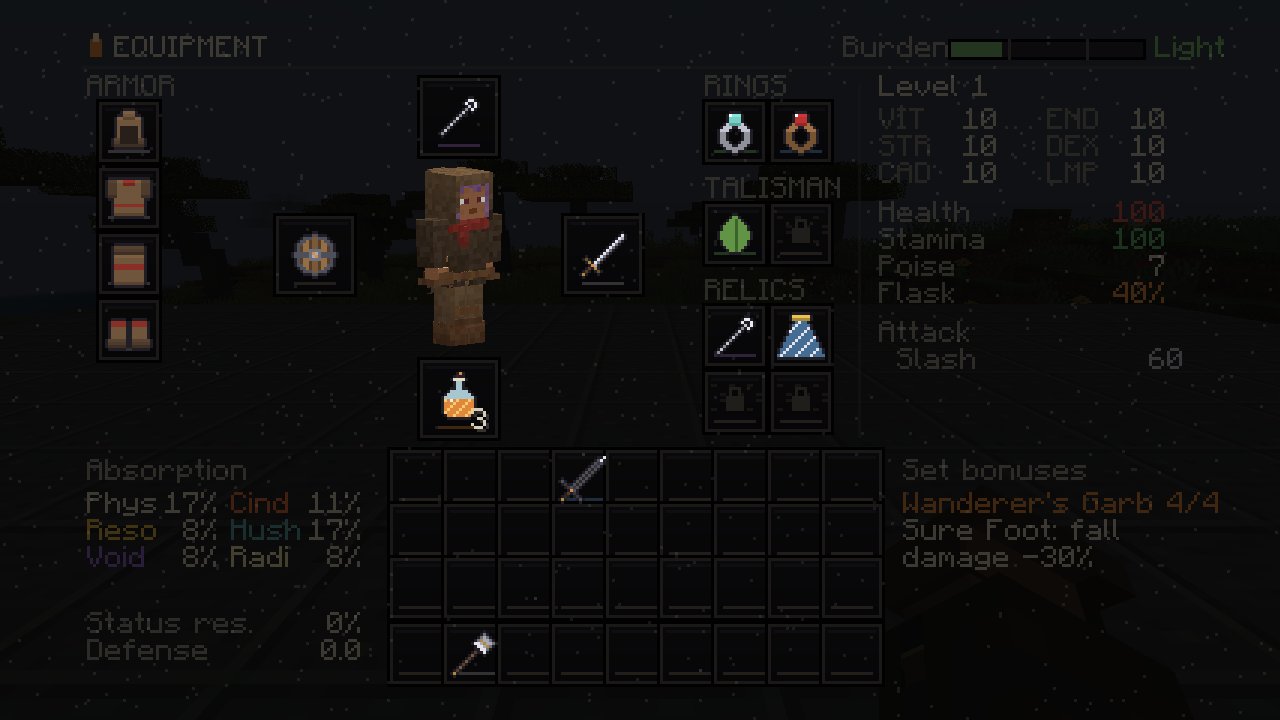 EQUIPMENT
Burden Light
ARMOR
RINGS
Level 1
VIT 10 END 10
STR 10 DEX 10
CAD 10 LMP 10
TALISMAN
Health 100
Stamina 100
Poise 7
Flask 40%
RELICS
Attack
Slash 60
3
Absorption
Phys 17% Cind 11%
Reso 8% Hush 17%
Void 8% Radi 8%
Status res. 0%
Defense 0.0
Set bonuses
Wanderer's Garb 4/4
Sure Foot: fall
damage -30%